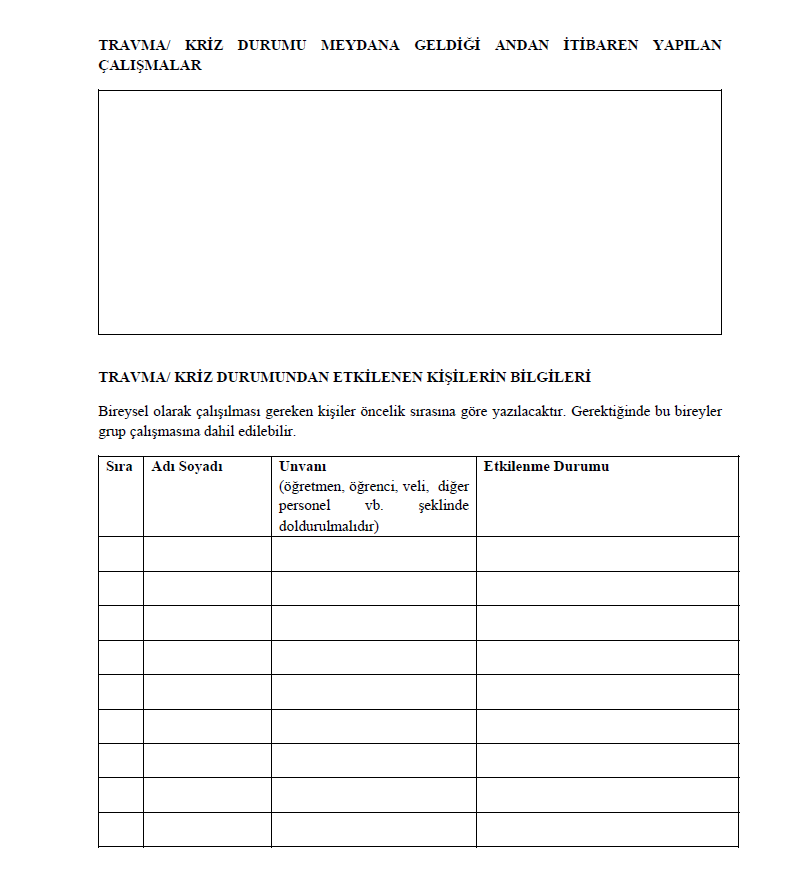 TRAVMA/ KRİZ DURUMU MEYDANA GELDİĞİ ANDAN İTİBAREN YAPILAN
ÇALIŞMALAR
TRAVMA/ KRİZ DURUMUNDAN ETKİLENEN KİŞİLERİN BİLGİLERİ
Bireysel olarak çalışılması gereken kişiler öncelik sırasına göre yazılacaktır. Gerektiğinde bu bireyler
grup çalışmasına dahil edilebilir.
Sıra Adı Soyadı Unvanı Etkilenme Durumu
(öğretmen, öğrenci, veli, diğer
personel vb. şeklinde
doldurulmalıdır)